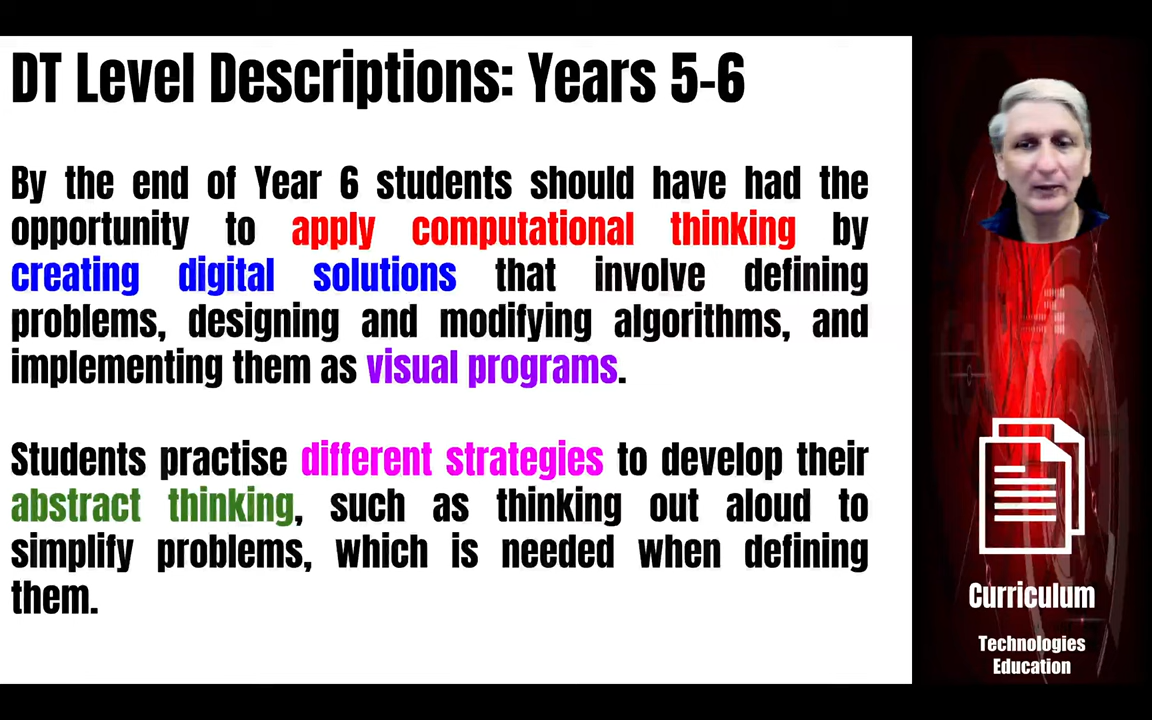 DT Level Descriptions: Years 5-6
By the end of Year 6 students should have had the
opportunity to apply computational thinking by
creating digital solutions that involve defining
problems, designing and modifying algorithms, and
implementing them as visual programs.
Students practise different strategies to develop their
abstract thinking, such as thinking out aloud to
simplify problems, which is needed when defining
them.
Curriculum
Technologies
Education